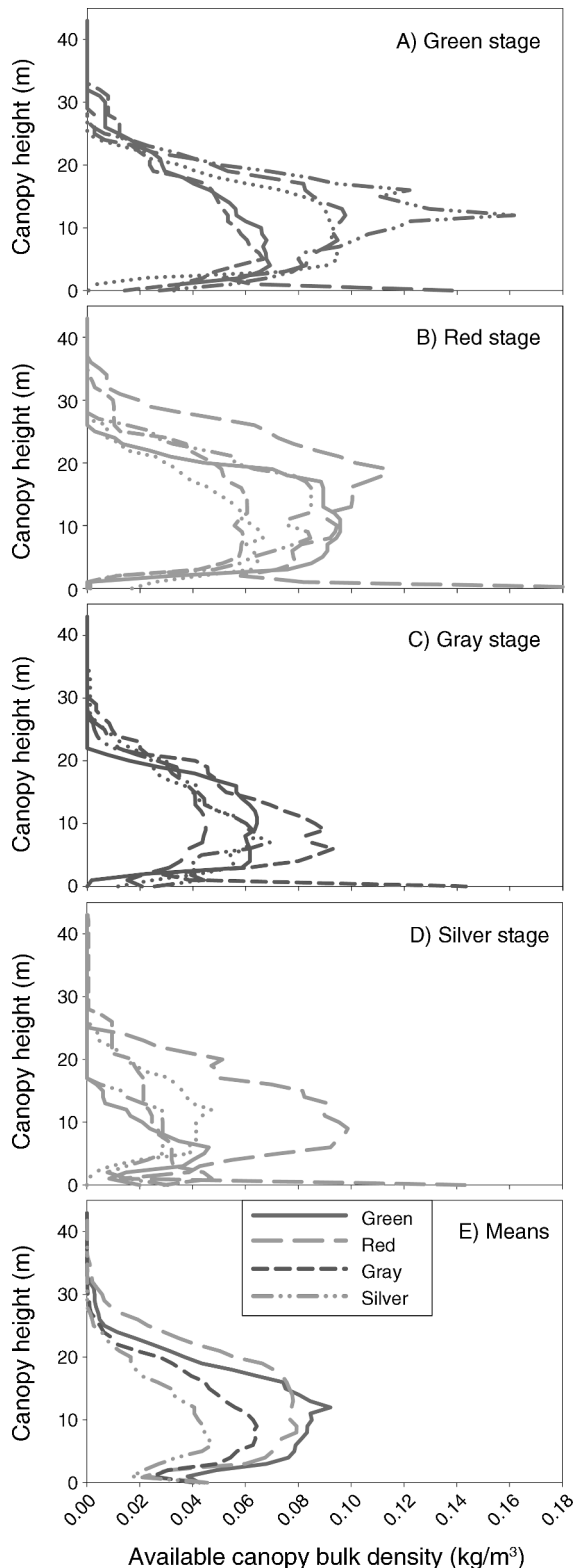 A) Green stage
Canopy height (m)
40
30
20
10
0
B) Red stage
Canopy height (m)
40
30
20
10
0
C) Gray stage
Canopy height (m)
40
30
20
10
0
D) Silver stage
Canopy height (m)
40
30
20
10
0
E) Means
Green
Red
Gray
Silver
Canopy height (m)
40
30
20
10
0
0.00 0.02 0.04 0.06 0.08 0.10 0.12 0.14 0.16 0.18
Available canopy bulk density (kg/m³)